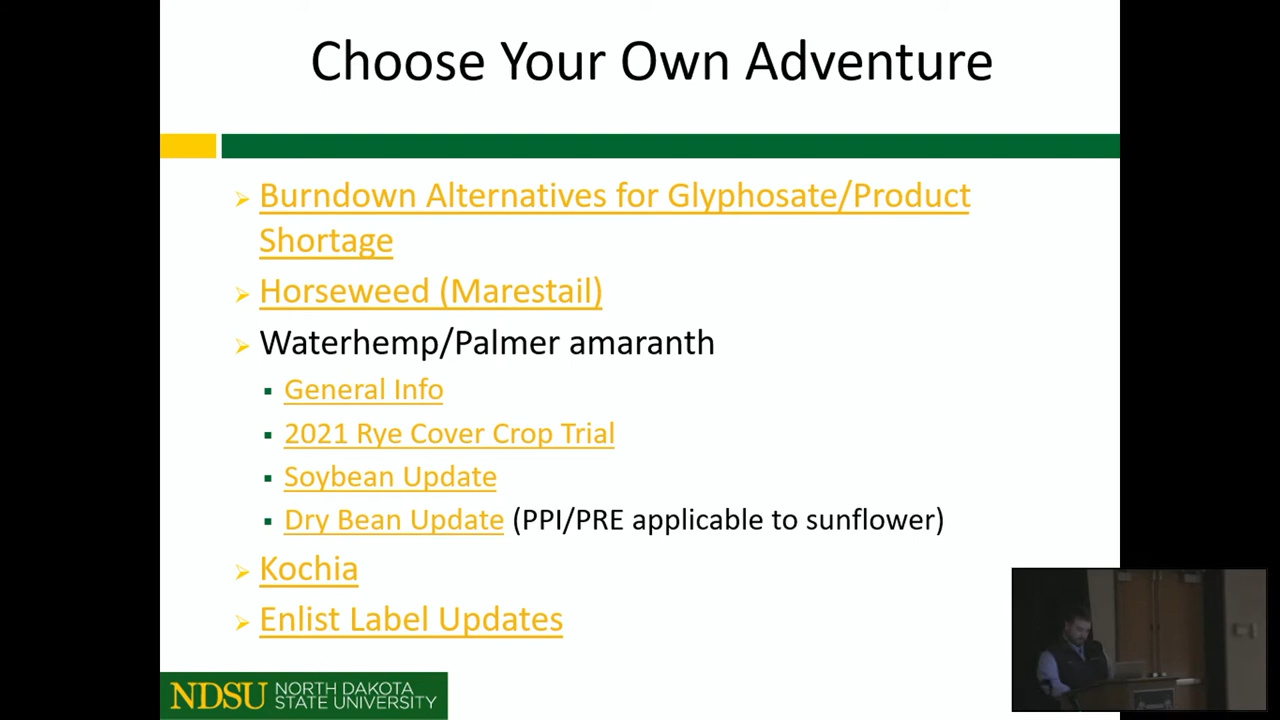 Choose Your Own Adventure
Burndown Alternatives for Glyphosate/Product
Shortage
Horseweed (Marestail)
Waterhemp/Palmer amaranth
General Info
2021 Rye Cover Crop Trial
Soybean Update
Dry Bean Update (PPI/PRE applicable to sunflower)
Kochia
Enlist Label Updates
NDSU NORTH DAKOTA
STATE UNIVERSITY